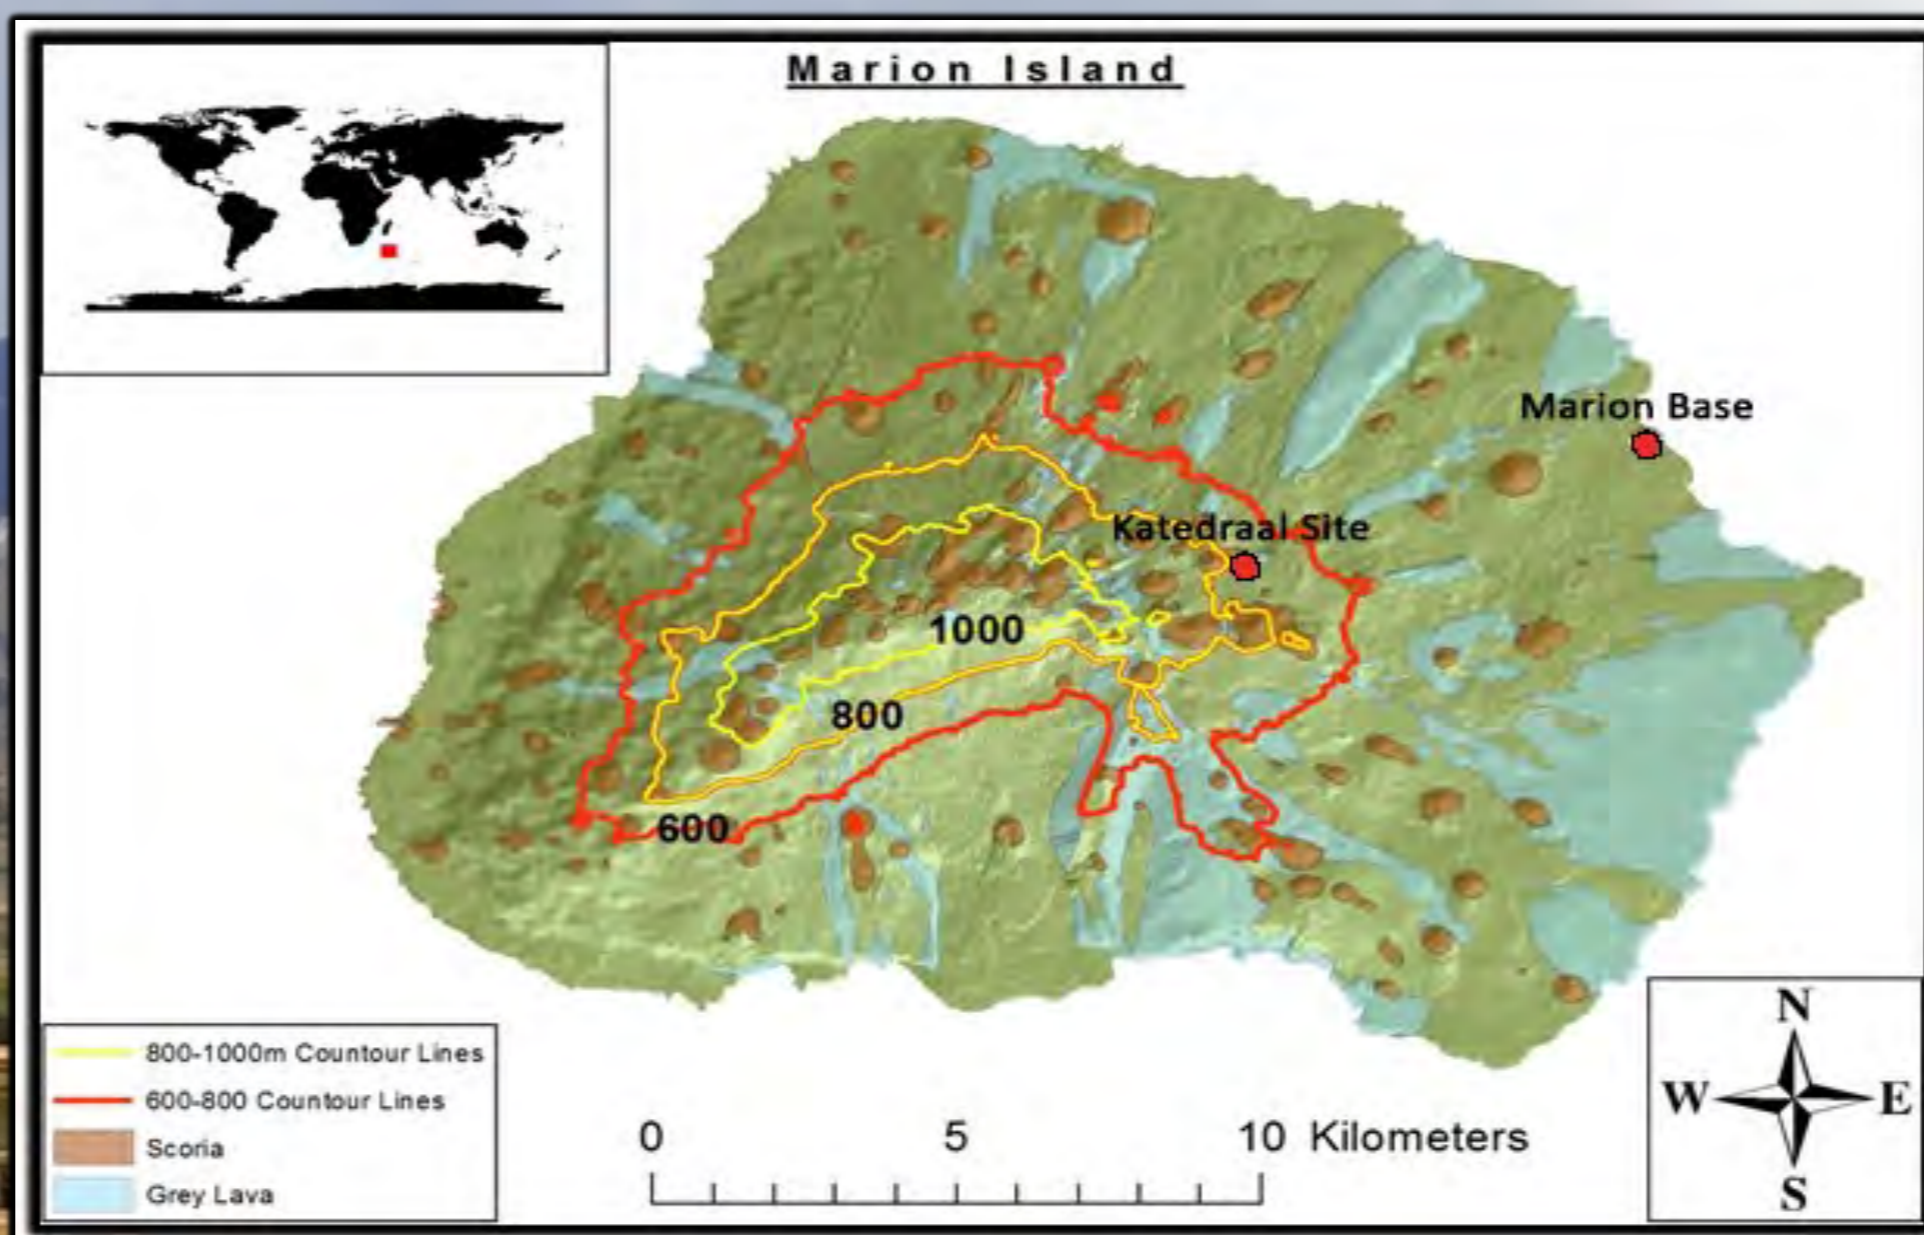 Marion Island
Marion Base
Katedraal Site
1000
800
600
800-1000m Countour Lines
600-800 Countour Lines
Scoria
Grey Lava
0 5 10 Kilometers
N
W E
S